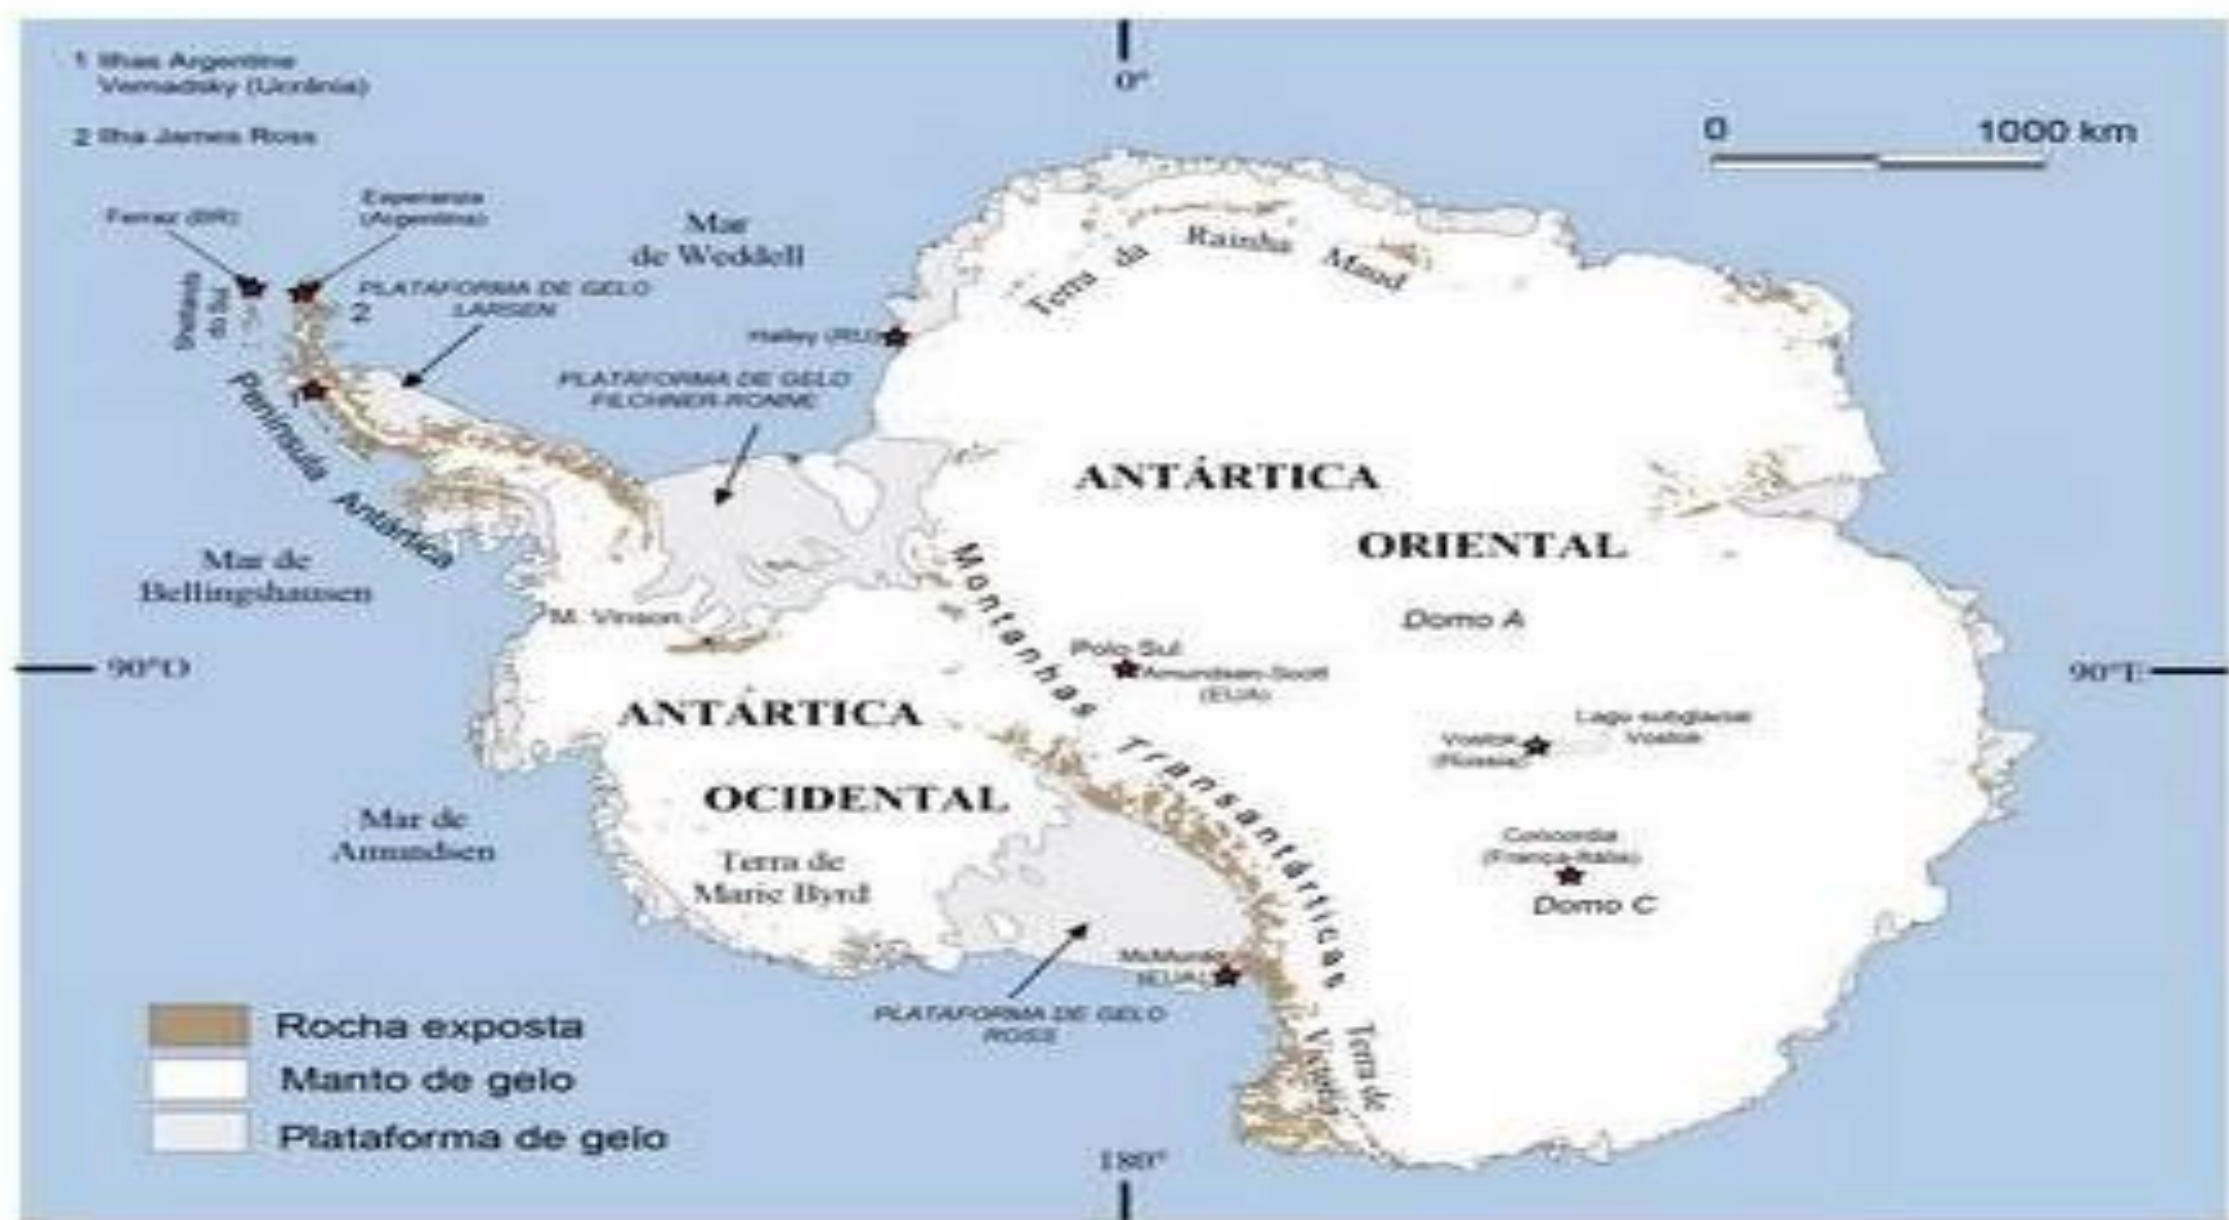 1 Ilhas Argentine
Vernadsky (Ucrânia)
2 Ilha James Ross
0°
0 1000 km
Ferraz (BR)
Esperanza
(Argentina)
Mar
de Weddell
Terra da Rainha Maud
Shetlands
do Sul
PLATAFORMA DE GELO
LARSEN
2
Halley (RU)
PLATAFORMA DE GELO
FILCHNER-RONNE
1
Península Antártica
ANTÁRTICA
ORIENTAL
Mar de
Bellingshausen
M. Vinson
Montanhas Transantárticas
Domo A
Polo Sul
Amundsen-Scott
(EUA)
90°O
90°E
ANTÁRTICA
OCIDENTAL
Lago subglacial
Vostok
Vostok
(Rússia)
Mar de
Amundsen
Terra de
Marie Byrd
Concordia
(França-Itália)
Domo C
McMurdo
(EUA)
PLATAFORMA DE GELO
ROSS
Terra de
Vitória
Rocha exposta
Manto de gelo
Plataforma de gelo
180°